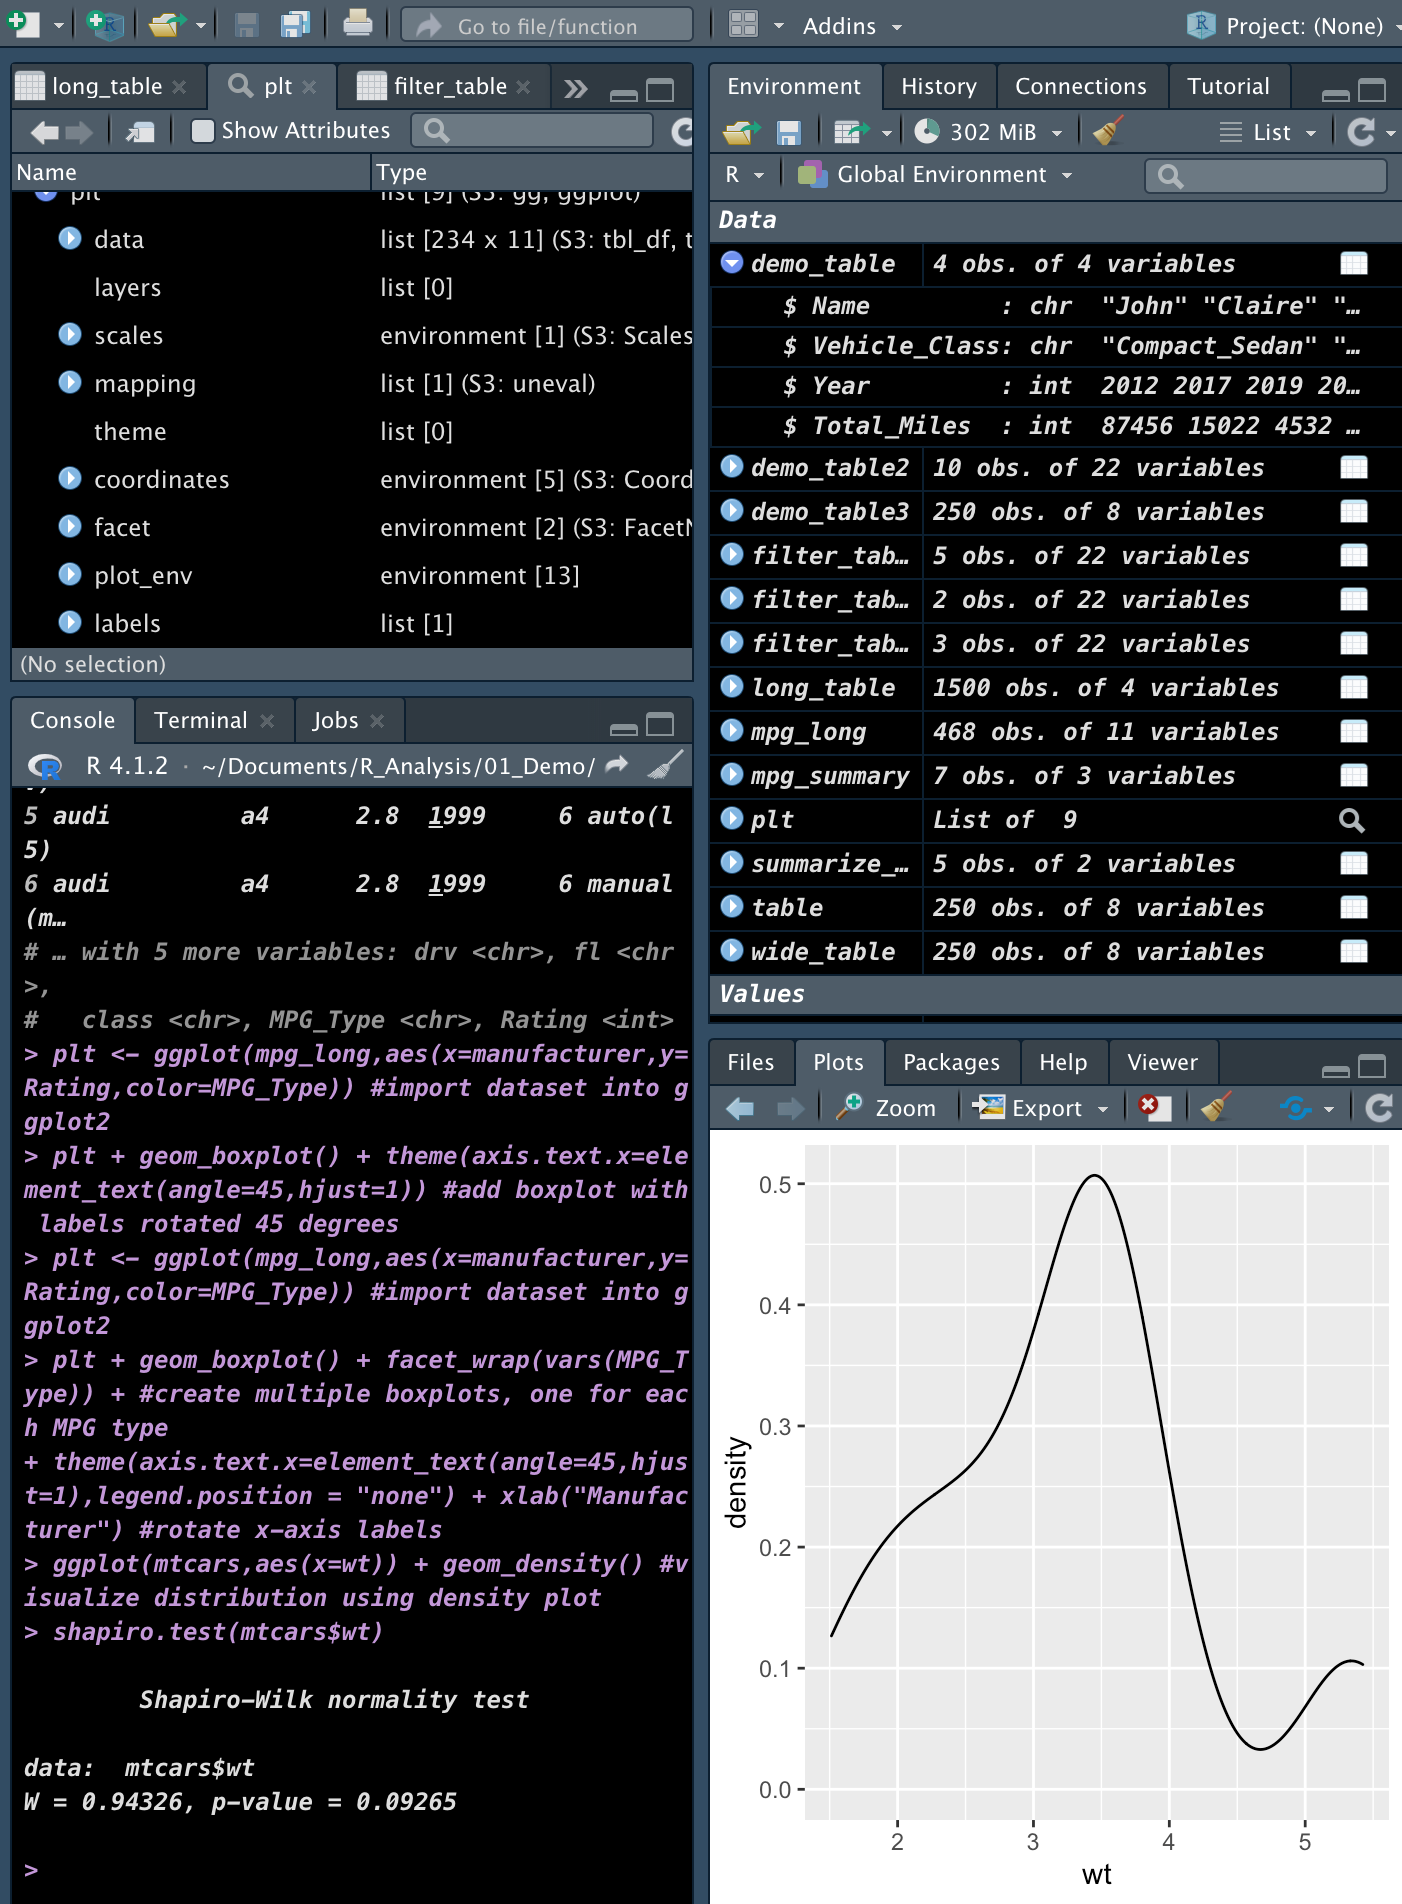 Go to file/function
Addins
Project: (None)
long_table
plt
filter_table
Show Attributes
Name Type
plt list [9] (S3: gg, ggplot)
data list [234 x 11] (S3: tbl_df, t
layers list [0]
scales environment [1] (S3: Scales
mapping list [1] (S3: uneval)
theme list [0]
coordinates environment [5] (S3: Coord
facet environment [2] (S3: FacetN
plot_env environment [13]
labels list [1]
(No selection)
Console Terminal Jobs
R 4.1.2 · ~/Documents/R_Analysis/01_Demo/
5 audi a4 2.8 1999 6 auto(l
5)
6 audi a4 2.8 1999 6 manual
(m…
# … with 5 more variables: drv <chr>, fl <chr
>,
# class <chr>, MPG_Type <chr>, Rating <int>
> plt <- ggplot(mpg_long,aes(x=manufacturer,y=
Rating,color=MPG_Type)) #import dataset into g
gplot2
> plt + geom_boxplot() + theme(axis.text.x=ele
ment_text(angle=45,hjust=1)) #add boxplot with
labels rotated 45 degrees
> plt <- ggplot(mpg_long,aes(x=manufacturer,y=
Rating,color=MPG_Type)) #import dataset into g
gplot2
> plt + geom_boxplot() + facet_wrap(vars(MPG_T
ype)) + #create multiple boxplots, one for eac
h MPG type
+ theme(axis.text.x=element_text(angle=45,hjus
t=1),legend.position = "none") + xlab("Manufac
turer") #rotate x-axis labels
> ggplot(mtcars,aes(x=wt)) + geom_density() #v
isualize distribution using density plot
> shapiro.test(mtcars$wt)
Shapiro-Wilk normality test
data: mtcars$wt
W = 0.94326, p-value = 0.09265
>
Environment History Connections Tutorial
302 MiB List
R Global Environment
Data
demo_table 4 obs. of 4 variables
$ Name : chr "John" "Claire" "…
$ Vehicle_Class: chr "Compact_Sedan" "…
$ Year : int 2012 2017 2019 20…
$ Total_Miles : int 87456 15022 4532 …
demo_table2 10 obs. of 22 variables
demo_table3 250 obs. of 8 variables
filter_tab… 5 obs. of 22 variables
filter_tab… 2 obs. of 22 variables
filter_tab… 3 obs. of 22 variables
long_table 1500 obs. of 4 variables
mpg_long 468 obs. of 11 variables
mpg_summary 7 obs. of 3 variables
plt List of 9
summarize_… 5 obs. of 2 variables
table 250 obs. of 8 variables
wide_table 250 obs. of 8 variables
Values
Files Plots Packages Help Viewer
Zoom Export
0.5
0.4
0.3
0.2
0.1
0.0
density
2 3 4 5
wt